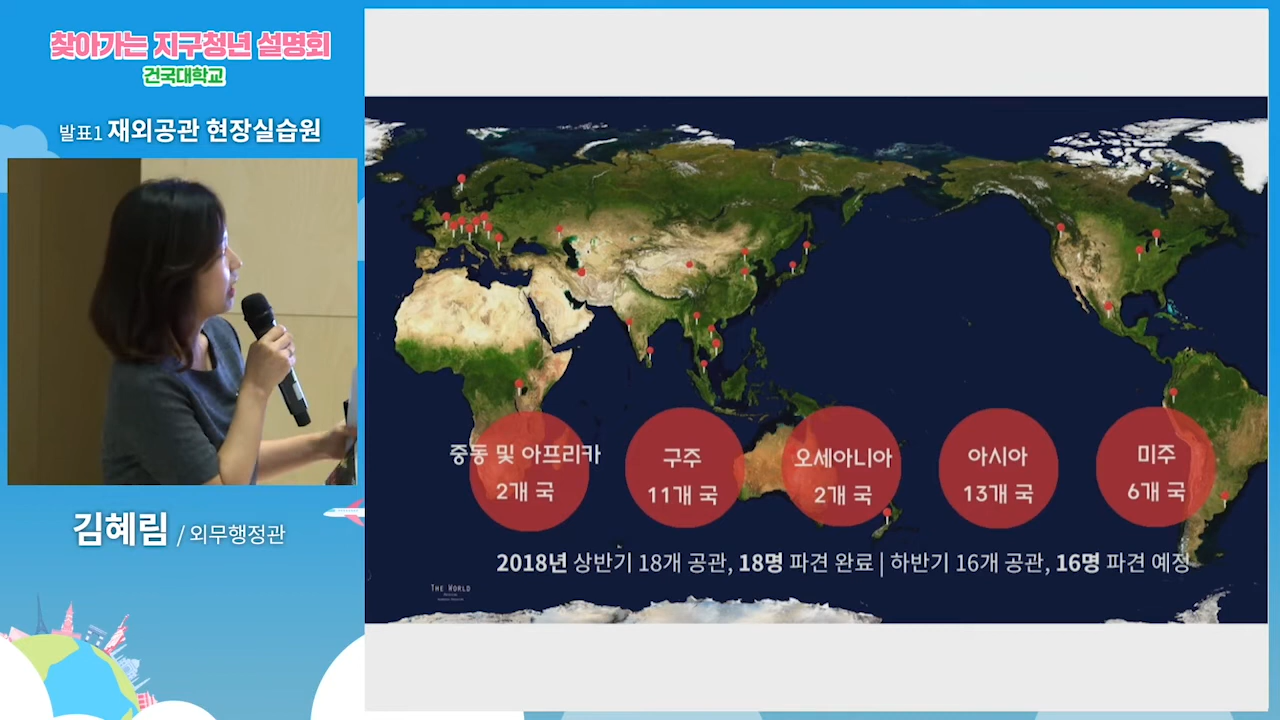 찾아가는 지구청년 설명회
건국대학교
발표1 재외공관 현장실습원
김혜림 / 외무행정관
중동 및 아프리카
2개 국
구주
11개 국
오세아니아
2개 국
아시아
13개 국
미주
6개 국
2018년 상반기 18개 공관, 18명 파견 완료 | 하반기 16개 공관, 16명 파견 예정
THE WORLD